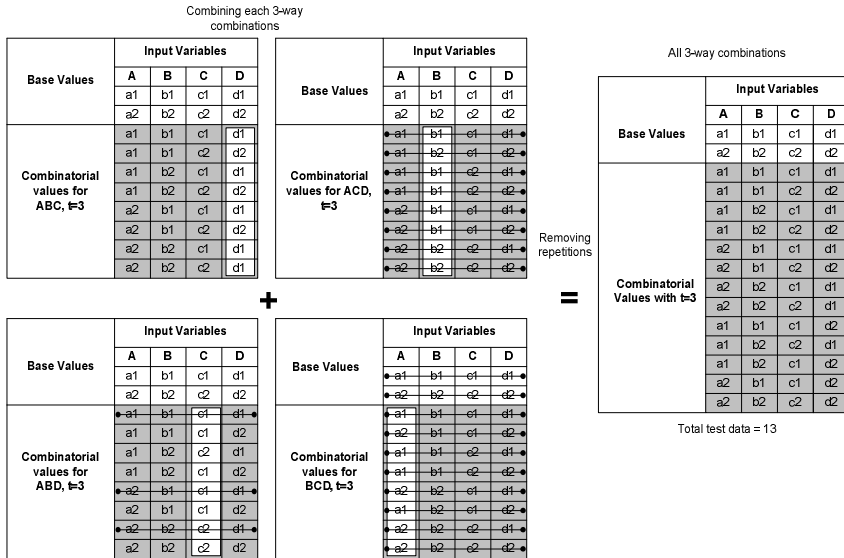 Combining each 3-way
combinations
Input Variables
Base Values
A B C D
a1 b1 c1 d1
a2 b2 c2 d2
Combinatorial
values for
ABC, t=3
a1 b1 c1 d1
a1 b1 c2 d2
a1 b2 c1 d1
a1 b2 c2 d2
a2 b1 c1 d1
a2 b1 c2 d2
a2 b2 c1 d1
a2 b2 c2 d1
Input Variables
Base Values
A B C D
a1 b1 c1 d1
a2 b2 c2 d2
Combinatorial
values for ACD,
t=3
a1 b1 c1 d1
a1 b2 c1 d2
a1 b1 c2 d1
a1 b1 c2 d2
a2 b1 c1 d1
a2 b1 c1 d2
a2 b2 c2 d1
a2 b2 c2 d2
+
Input Variables
Base Values
A B C D
a1 b1 c1 d1
a2 b2 c2 d2
Combinatorial
values for
ABD, t=3
a1 b1 c1 d1
a1 b1 c1 d2
a1 b2 c2 d1
a1 b2 c1 d2
a2 b1 c1 d1
a2 b1 c1 d2
a2 b2 c2 d1
a2 b2 c2 d2
Input Variables
Base Values
A B C D
a1 b1 c1 d1
a2 b2 c2 d2
Combinatorial
values for
BCD, t=3
a1 b1 c1 d1
a2 b1 c1 d2
a1 b1 c2 d1
a1 b1 c2 d2
a1 b2 c1 d1
a1 b2 c1 d2
a2 b2 c2 d1
a2 b2 c2 d2
Removing
repetitions
=
All 3-way combinations
Input Variables
Base Values
A B C D
a1 b1 c1 d1
a2 b2 c2 d2
Combinatorial
Values with t=3
a1 b1 c1 d1
a1 b1 c2 d2
a1 b2 c1 d1
a1 b2 c2 d2
a2 b1 c1 d1
a2 b1 c2 d2
a2 b2 c1 d1
a2 b2 c2 d2
a1 b1 c1 d2
a1 b2 c2 d1
a1 b2 c1 d2
a2 b1 c1 d2
a2 b2 c2 d2
Total test data = 13